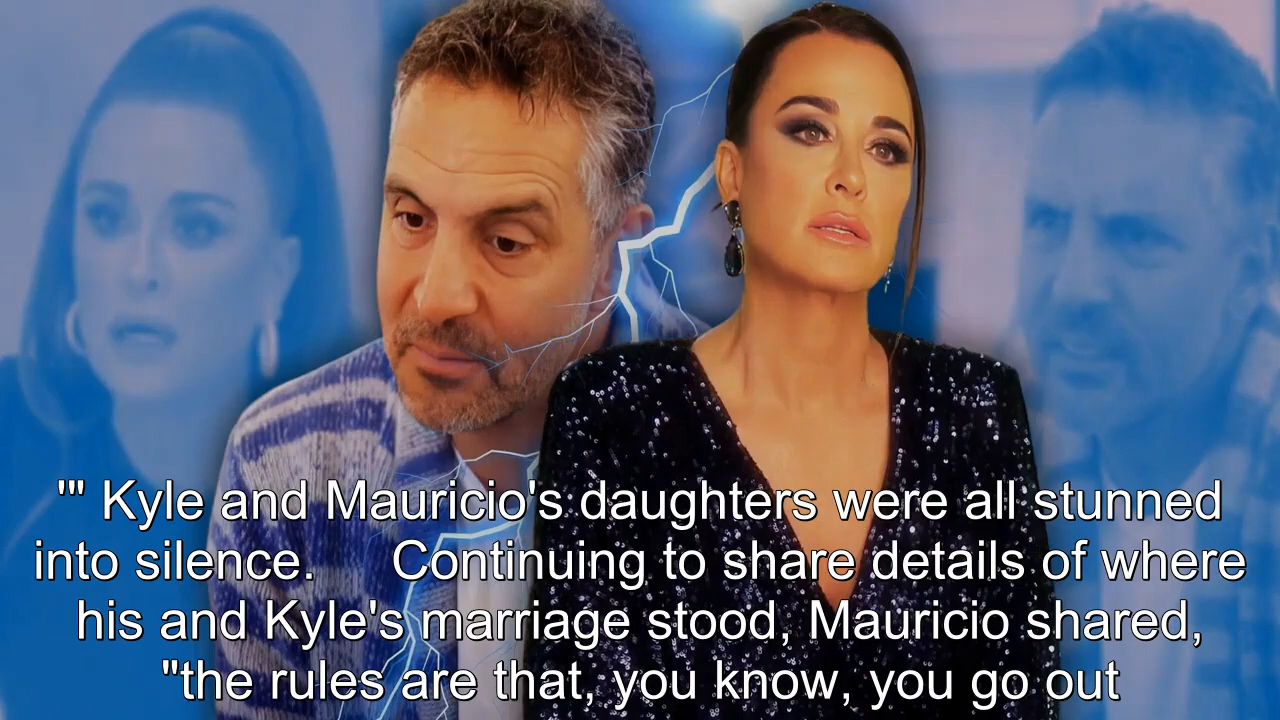 '" Kyle and Mauricio's daughters were all stunned
into silence.     Continuing to share details of where
his and Kyle's marriage stood, Mauricio shared,
"the rules are that, you know, you go out